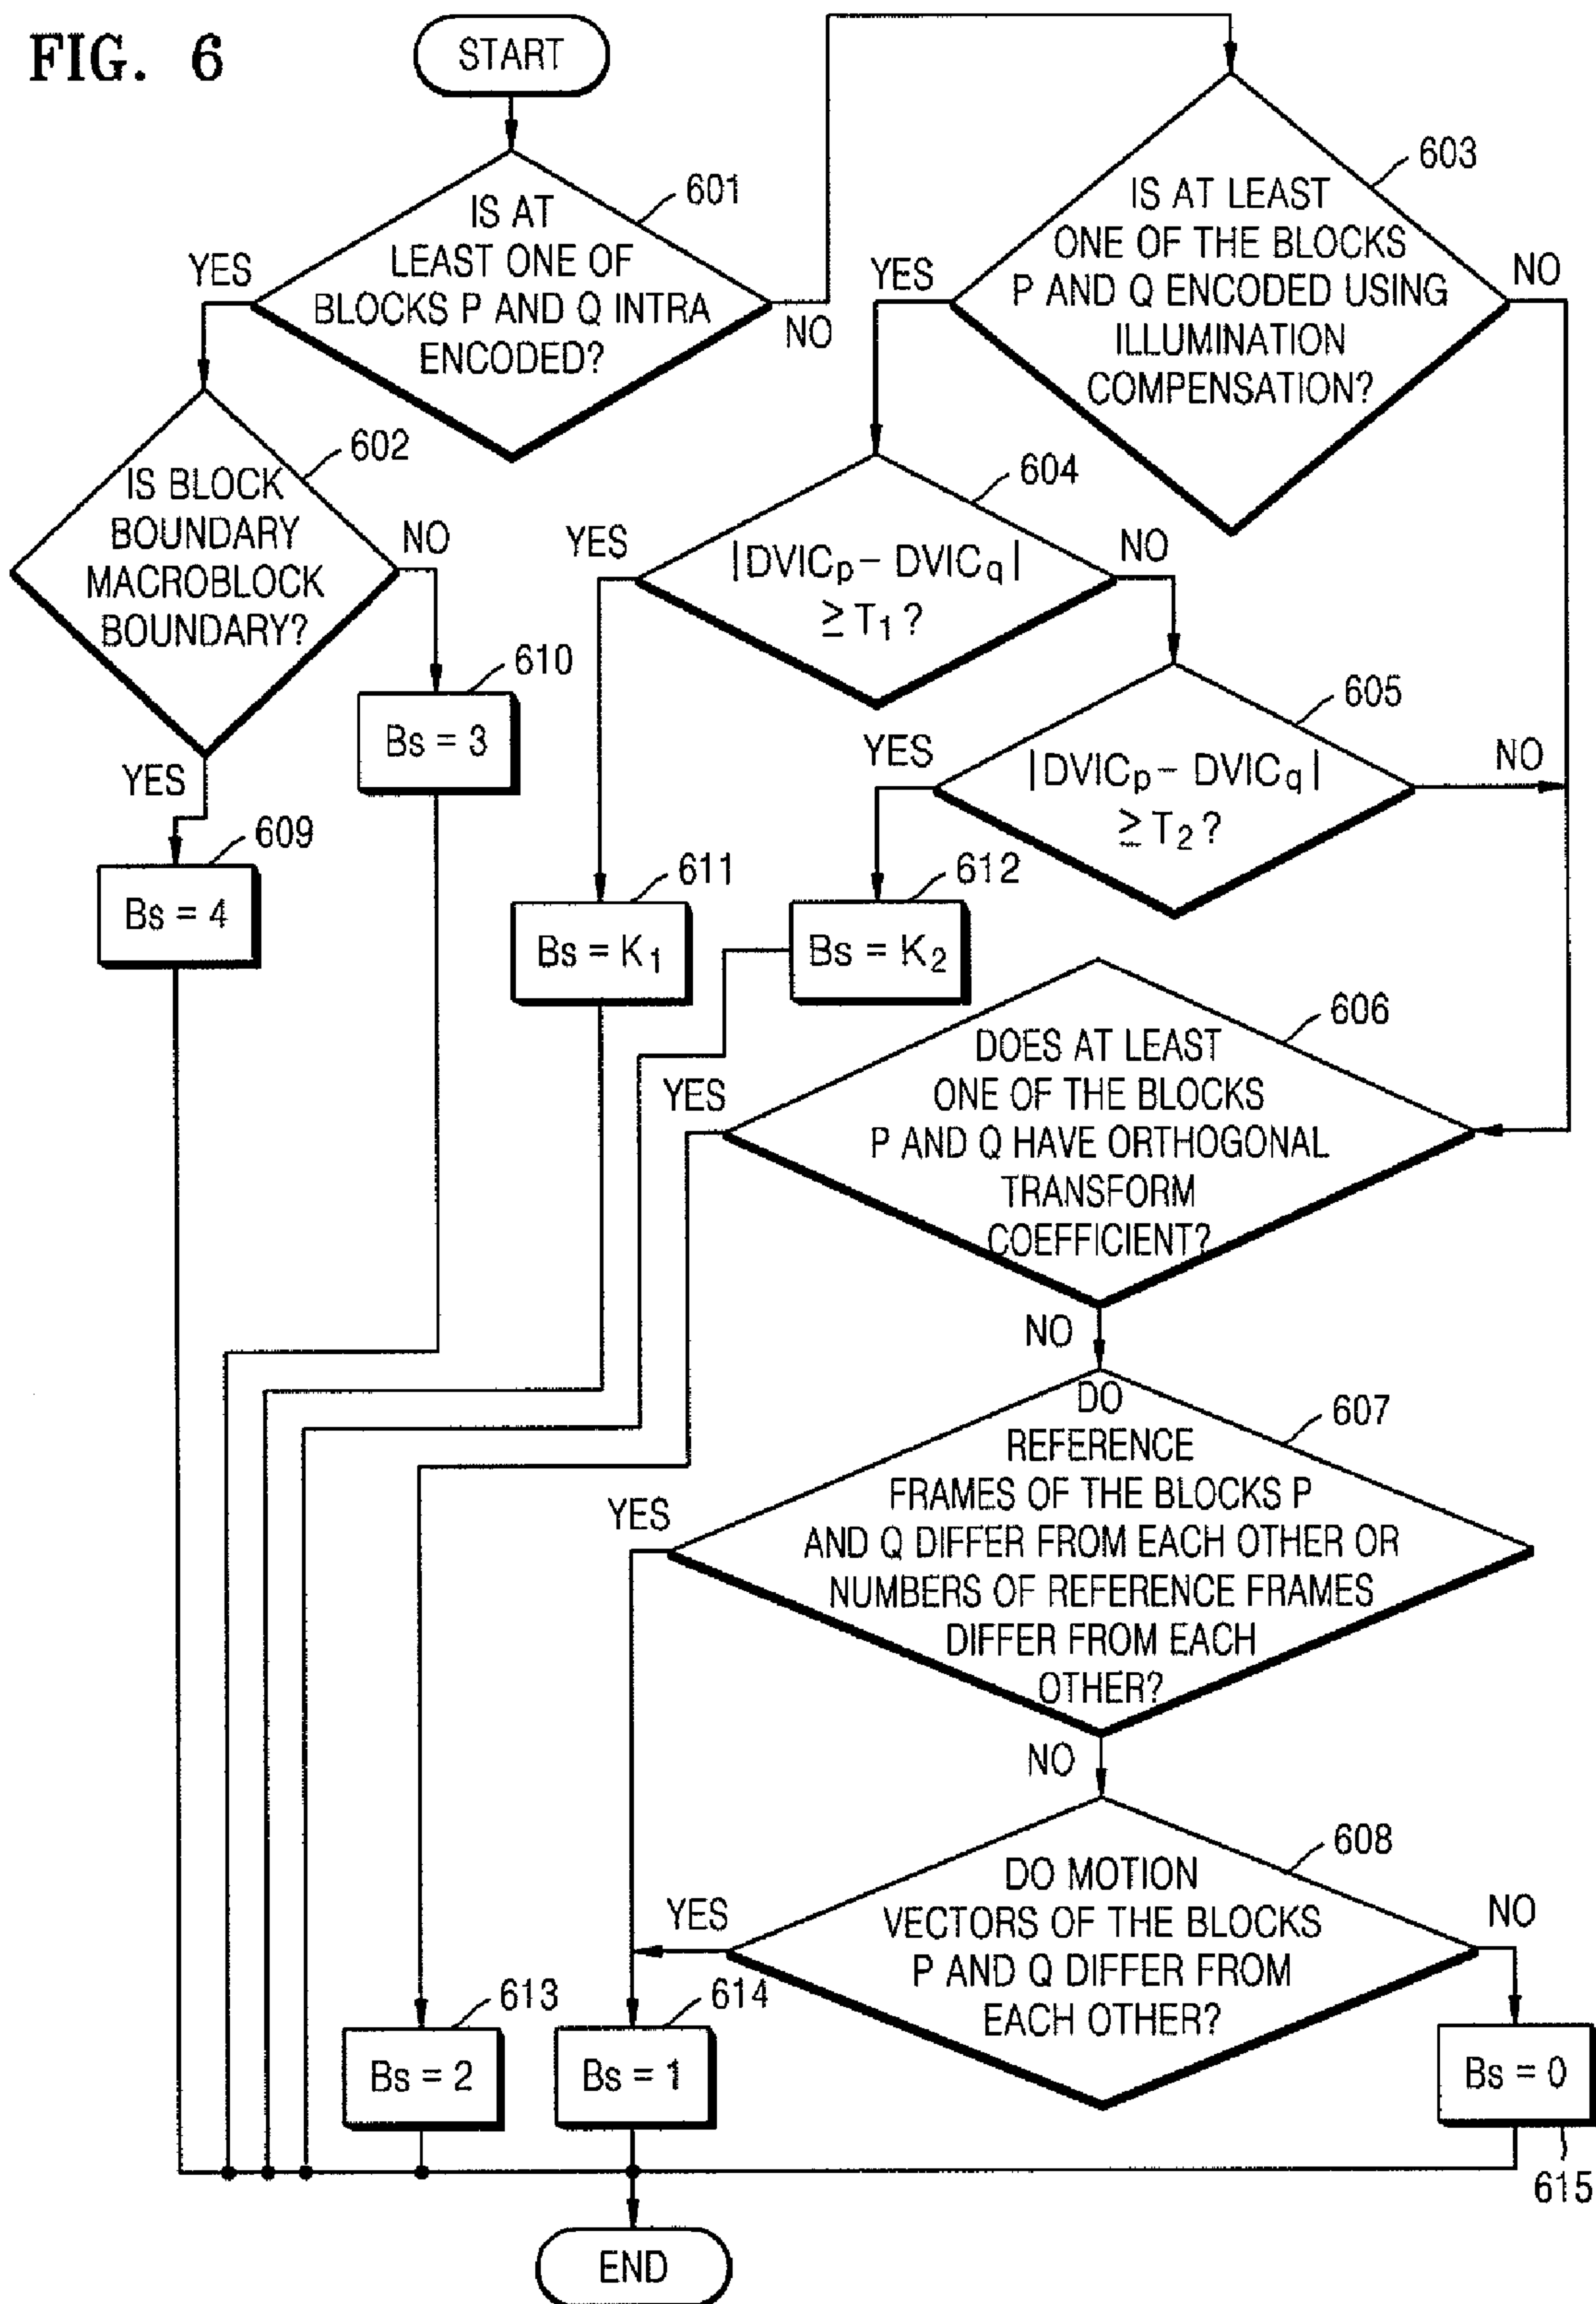 FIG. 6
START
601
IS AT
LEAST ONE OF
BLOCKS P AND Q INTRA
ENCODED?
YES
NO
603
IS AT LEAST
ONE OF THE BLOCKS
P AND Q ENCODED USING
ILLUMINATION
COMPENSATION?
YES
NO
602
IS BLOCK
BOUNDARY
MACROBLOCK
BOUNDARY?
NO
YES
604
|DVICp - DVICq|
≥ T1 ?
YES
NO
610
Bs = 3
605
|DVICp - DVICq|
≥ T2 ?
YES
NO
609
Bs = 4
611
Bs = K1
612
Bs = K2
606
DOES AT LEAST
ONE OF THE BLOCKS
P AND Q HAVE ORTHOGONAL
TRANSFORM
COEFFICIENT?
YES
NO
607
DO
REFERENCE
FRAMES OF THE BLOCKS P
AND Q DIFFER FROM EACH OTHER OR
NUMBERS OF REFERENCE FRAMES
DIFFER FROM EACH
OTHER?
YES
NO
608
DO MOTION
VECTORS OF THE BLOCKS
P AND Q DIFFER FROM
EACH OTHER?
YES
NO
613
Bs = 2
614
Bs = 1
Bs = 0
615
END